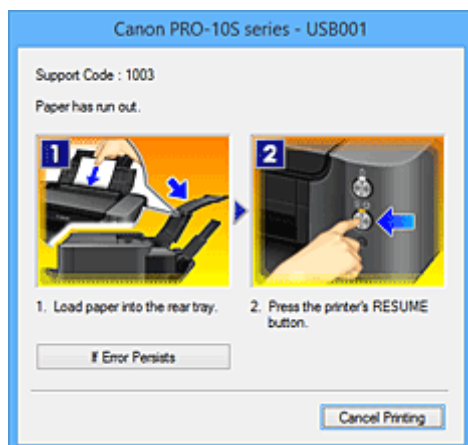 Canon PRO-10S series - USB001
Support Code : 1003
Paper has run out.
1
2
1. Load paper into the rear tray.
2. Press the printer's RESUME
button.
If Error Persists
Cancel Printing